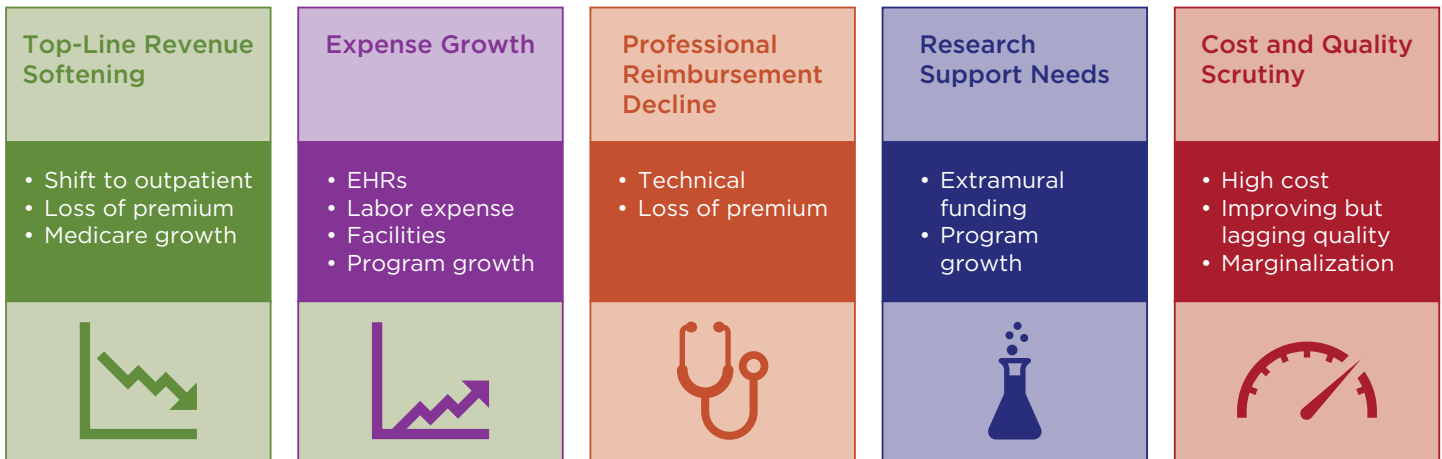 Top-Line Revenue
Softening
• Shift to outpatient
• Loss of premium
• Medicare growth
Expense Growth
• EHRs
• Labor expense
• Facilities
• Program growth
Professional
Reimbursement
Decline
• Technical
• Loss of premium
Research
Support Needs
• Extramural
funding
• Program
growth
Cost and Quality
Scrutiny
• High cost
• Improving but
lagging quality
• Marginalization